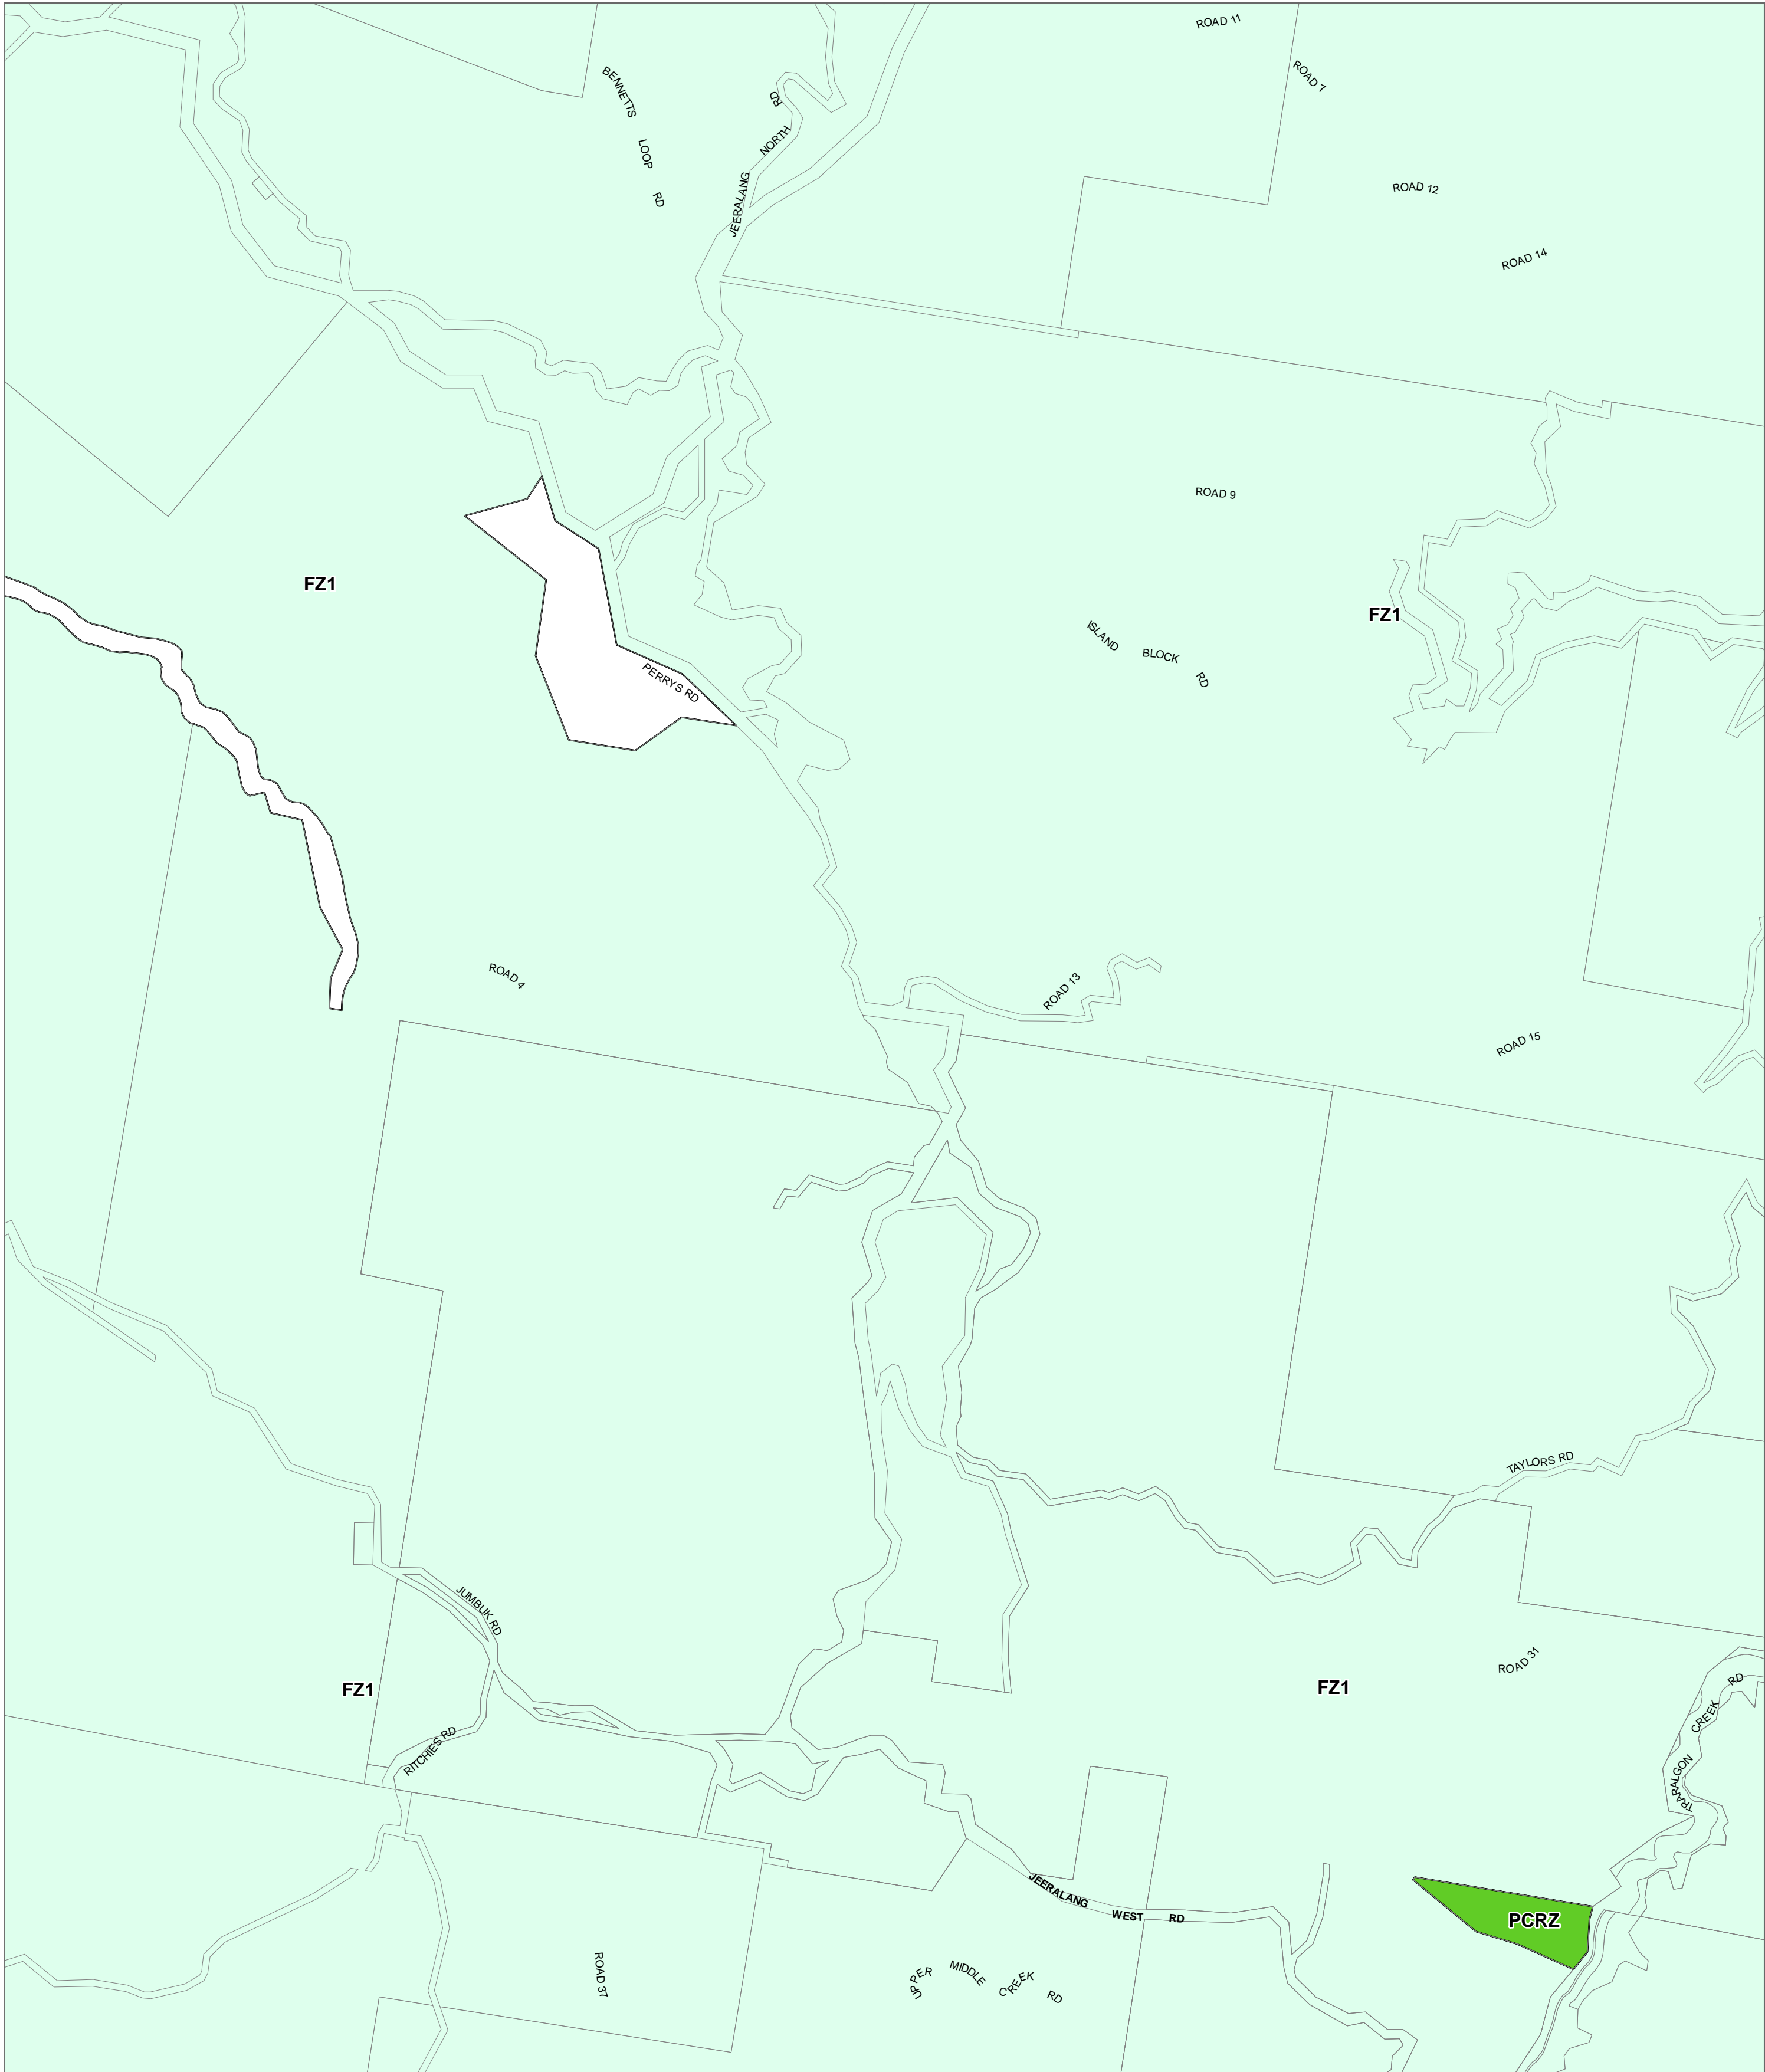 ROAD 11
ROAD 7
BENNETTS LOOP RD
JEERALANG NORTH RD
ROAD 12
ROAD 14
ROAD 9
FZ1
FZ1
ISLAND BLOCK RD
PERRYS RD
ROAD 4
ROAD 13
ROAD 15
TAYLORS RD
JUMBUK RD
ROAD 31
FZ1
FZ1
RITCHIES RD
TRARALGON CREEK RD
JEERALANG WEST RD
PCRZ
ROAD 37
UPPER MIDDLE CREEK RD